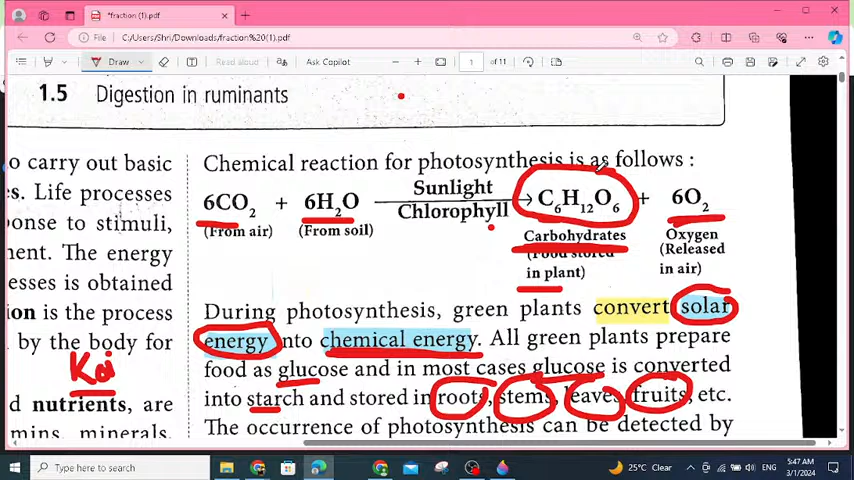 *fraction (1).pdf
File
C:/Users/Shri/Downloads/fraction%20(1).pdf
Draw
Ask Copilot
1
of 11
1.5 Digestion in ruminants
o carry out basic
es. Life processes
onse to stimuli,
nent. The energy
esses is obtained
ion is the process
by the body for
Kai
d nutrients, are
mins, minerals,
Chemical reaction for photosynthesis is as follows :
6CO2 + 6H2O Sunlight Chlorophyll → C6H12O6 + 6O2
(From air) (From soil) Carbohydrates Oxygen
(Food stored (Released
in plant) in air)
During photosynthesis, green plants convert solar
energy into chemical energy. All green plants prepare
food as glucose and in most cases glucose is converted
into starch and stored in roots, stems, leaves, fruits, etc.
The occurrence of photosynthesis can be detected by
Type here to search
25°C Clear
ENG
5:47 AM
3/1/2024